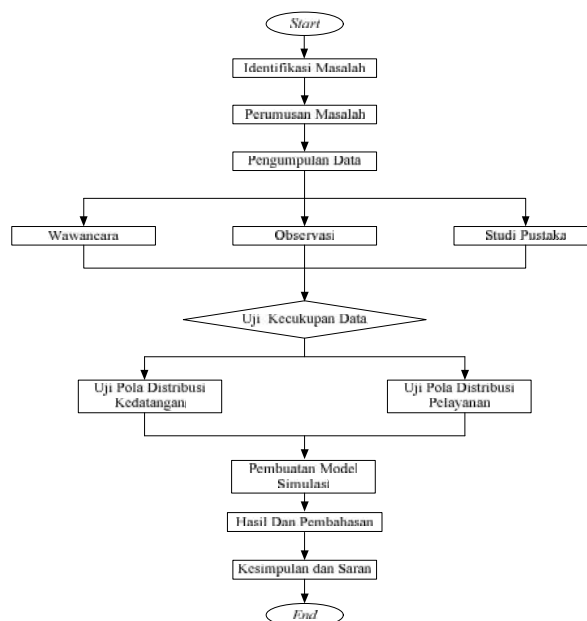 Start
Identifikasi Masalah
Perumusan Masalah
Pengumpulan Data
Wawancara
Observasi
Studi Pustaka
Uji Kecukupan Data
Uji Pola Distribusi
Kedatangan
Uji Pola Distribusi
Pelayanan
Pembuatan Model
Simulasi
Hasil Dan Pembahasan
Kesimpulan dan Saran
End